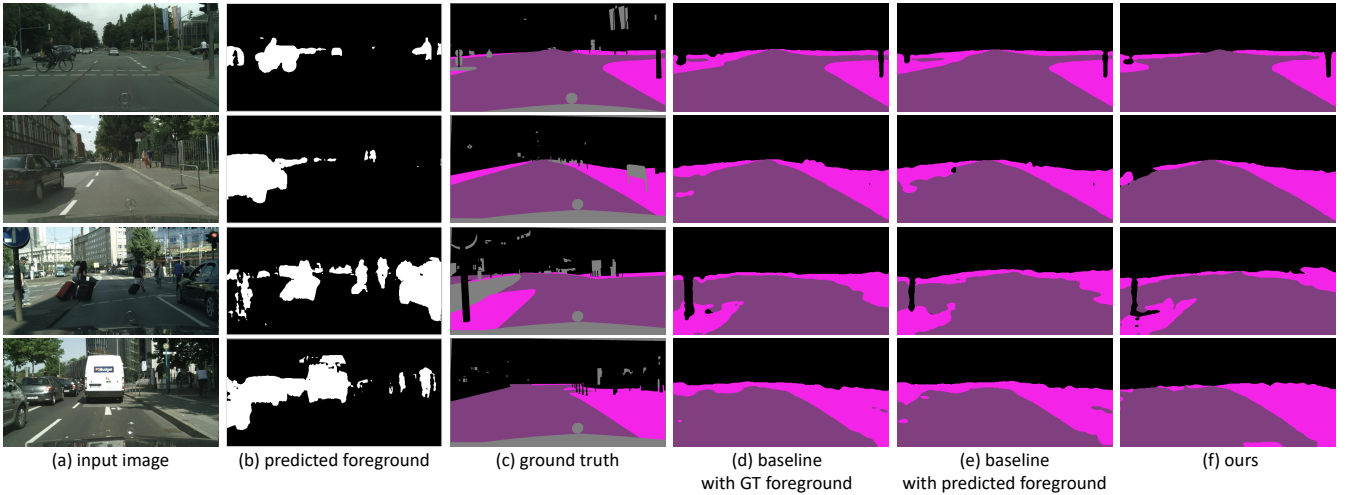 (a) input image
(b) predicted foreground
(c) ground truth
(d) baseline
with GT foreground
(e) baseline
with predicted foreground
(f) ours